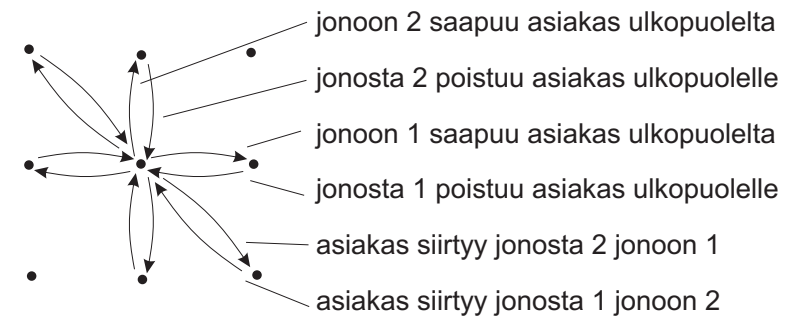 jonoon 2 saapuu asiakas ulkopuolelta
jonosta 2 poistuu asiakas ulkopuolelle
jonoon 1 saapuu asiakas ulkopuolelta
jonosta 1 poistuu asiakas ulkopuolelle
asiakas siirtyy jonosta 2 jonoon 1
asiakas siirtyy jonosta 1 jonoon 2